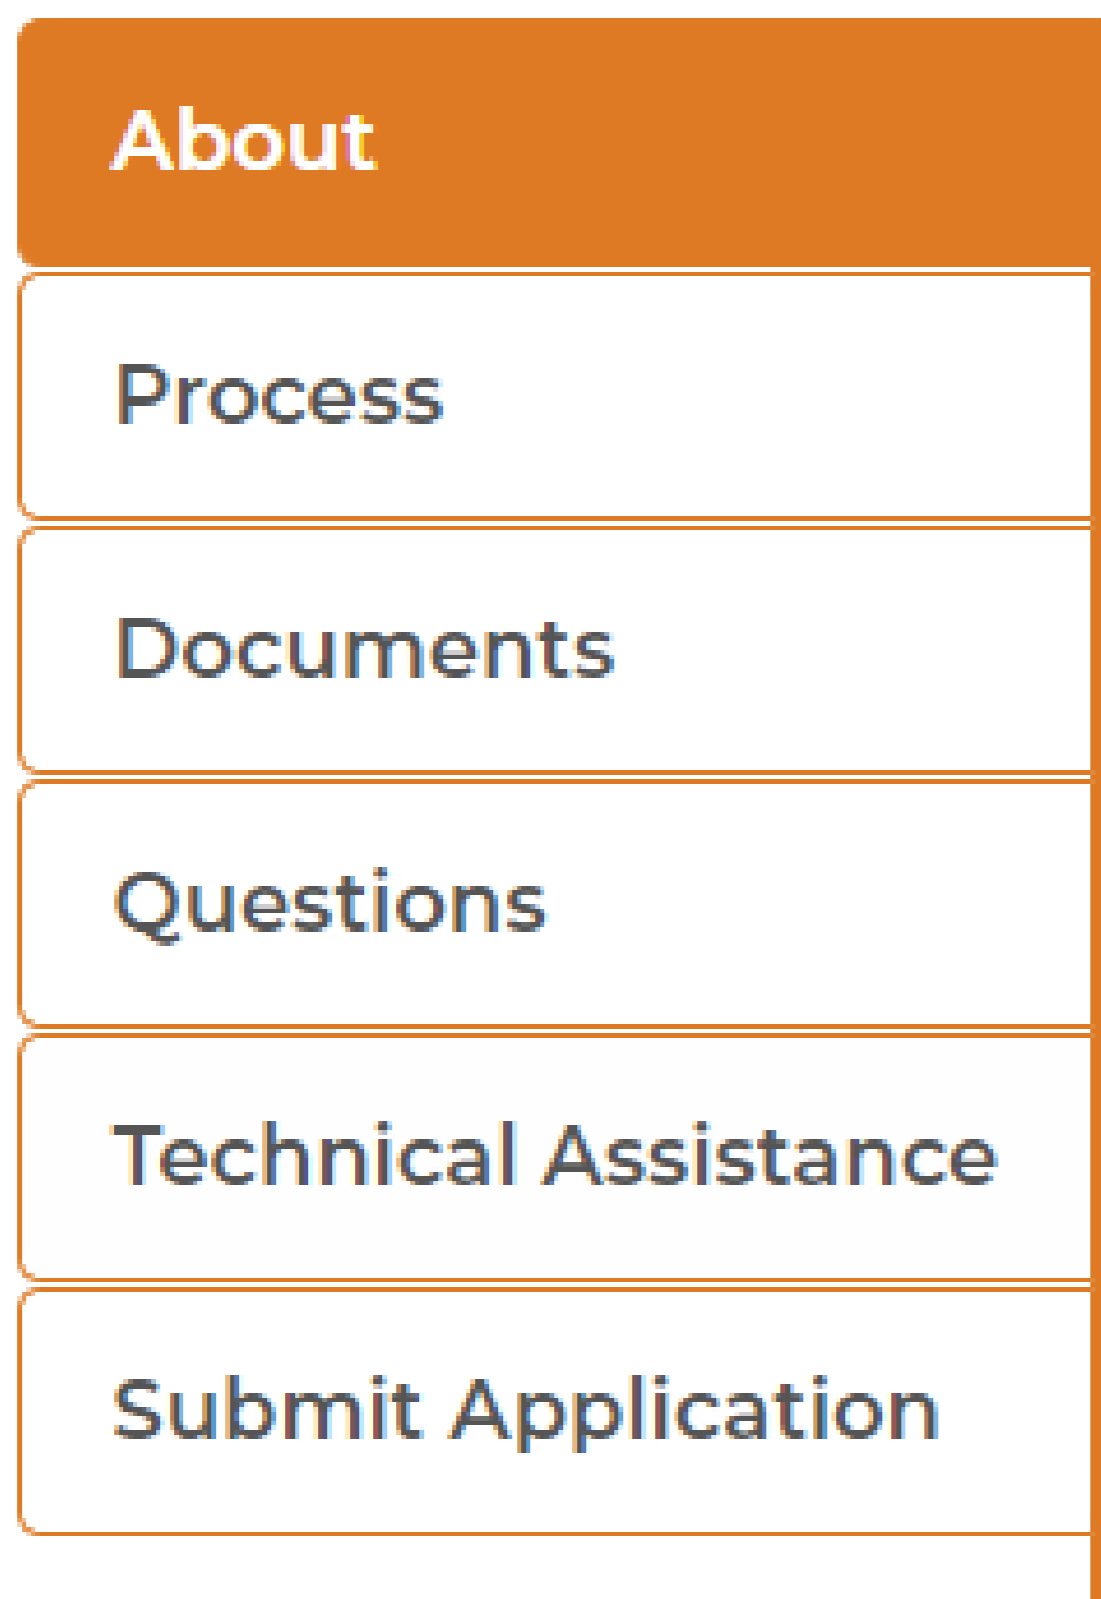 About
Process
Documents
Questions
Technical Assistance
Submit Application